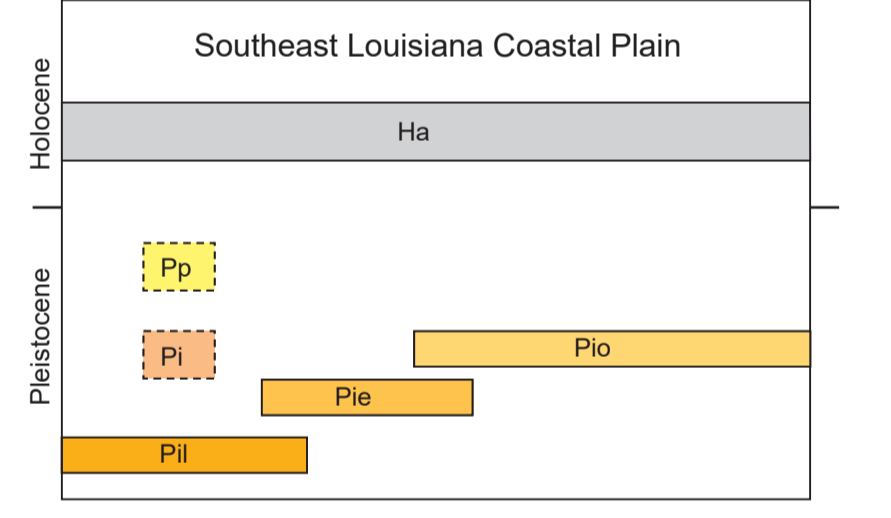 Southeast Louisiana Coastal Plain
Holocene
Ha
Pleistocene
Pp
Pi
Pio
Pie
Pil